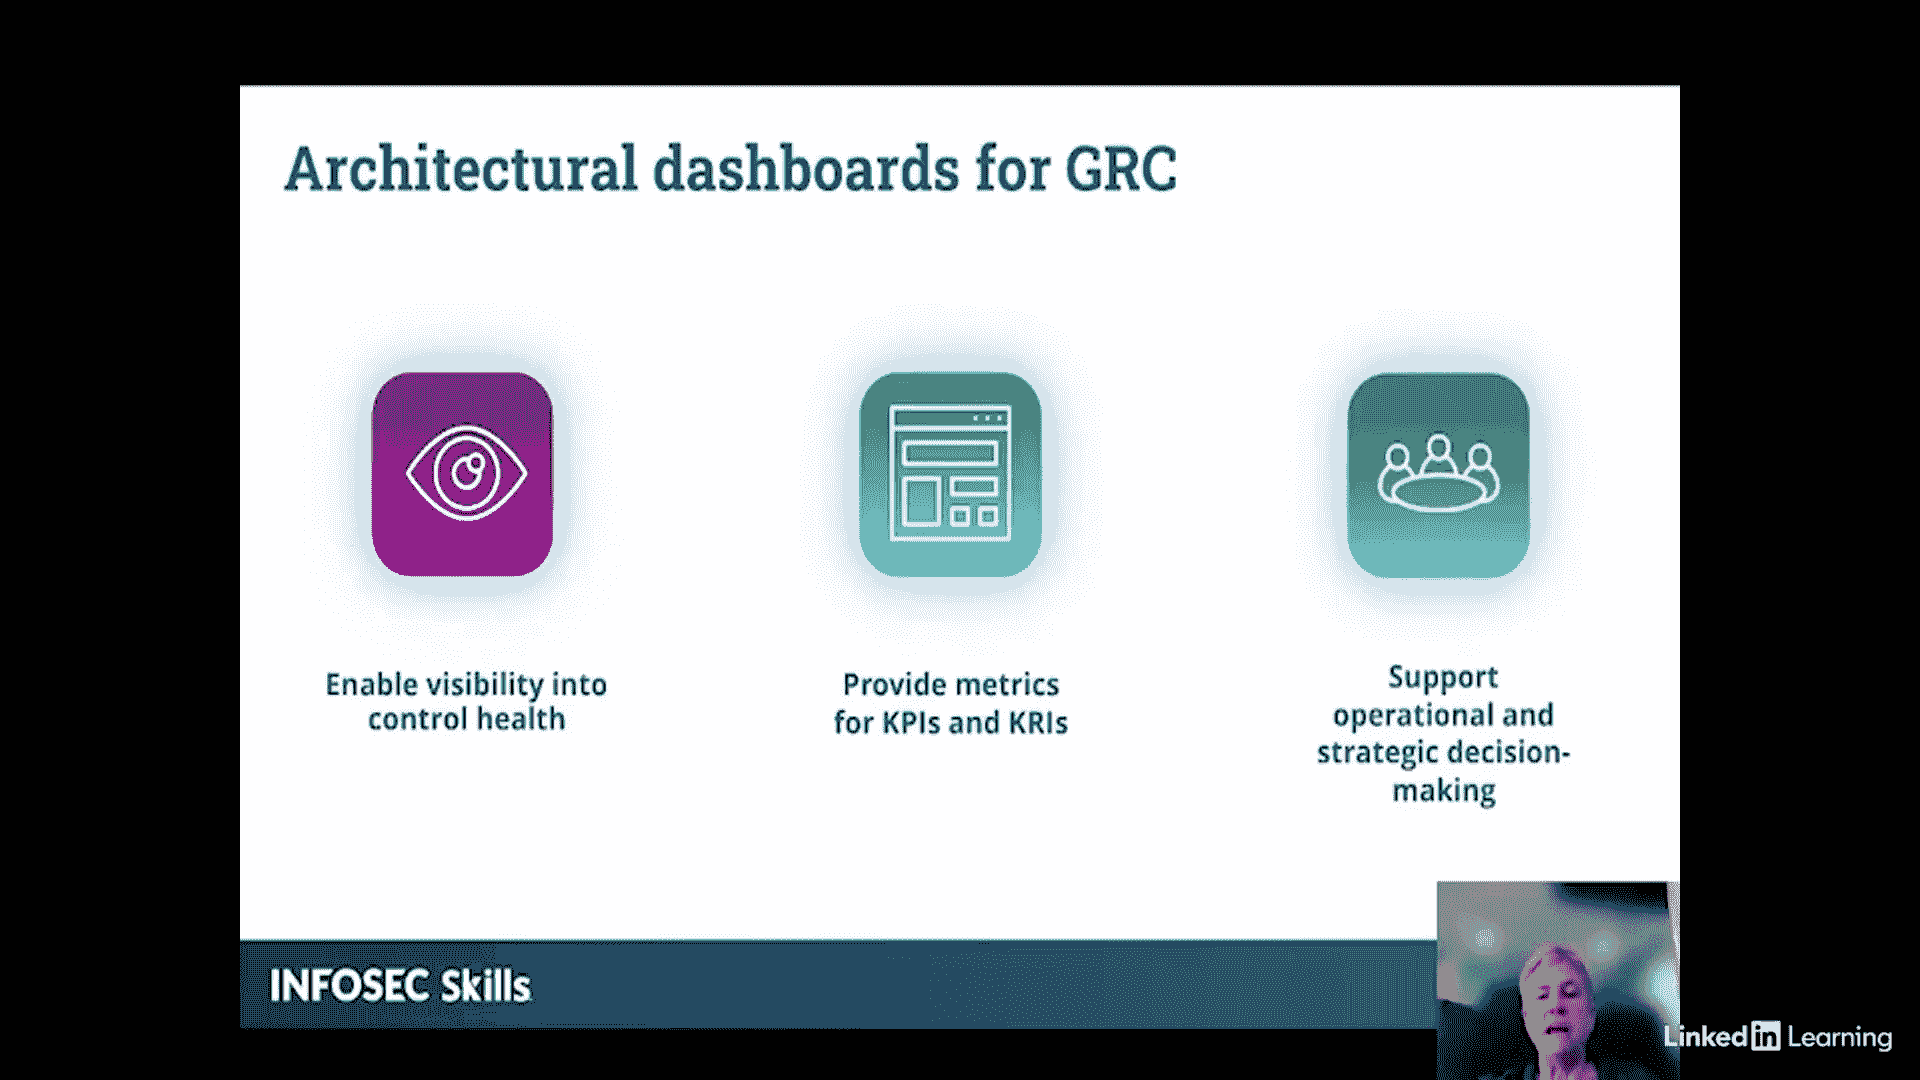 Architectural dashboards for GRC
Enable visibility into
control health
Provide metrics
for KPIs and KRIs
Support
operational and
strategic decision-
making
INFOSEC Skills
Linked in Learning